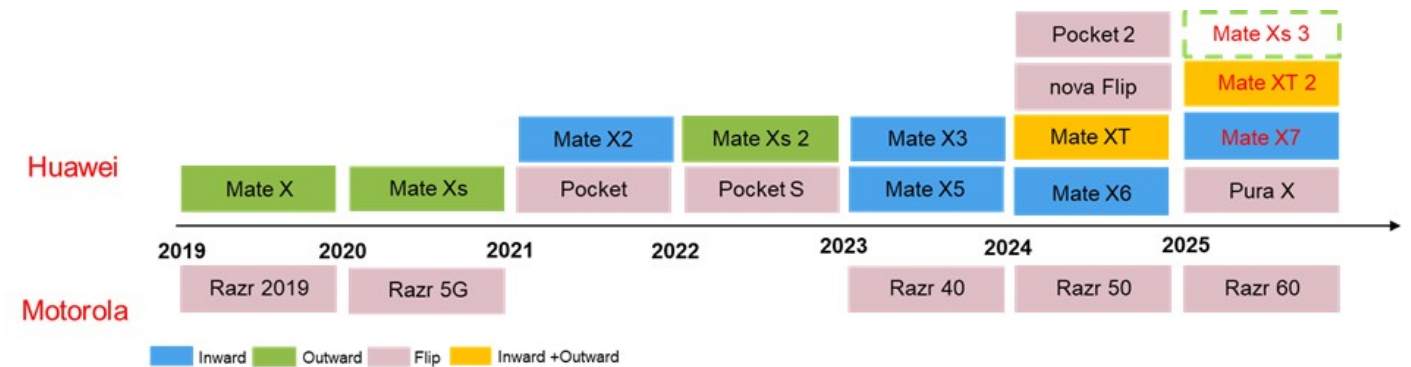 Pocket 2 Mate Xs 3
nova Flip Mate XT 2
Mate X2 Mate Xs 2 Mate X3 Mate XT Mate X7
Huawei
Mate X Mate Xs Pocket Pocket S Mate X5 Mate X6 Pura X
2019 2020 2021 2022 2023 2024 2025
Razr 2019 Razr 5G Razr 40 Razr 50 Razr 60
Motorola
Inward Outward Flip Inward +Outward